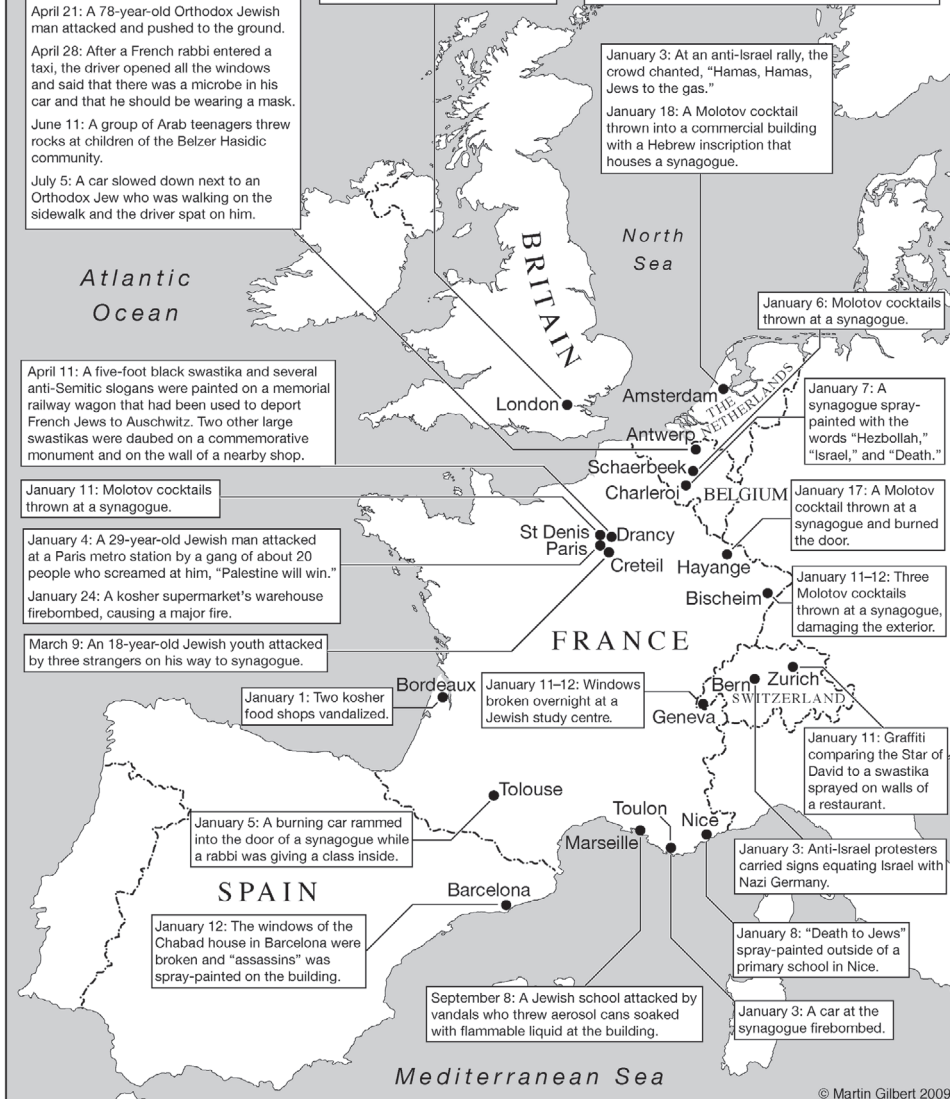 April 21: A 78-year-old Orthodox Jewish
man attacked and pushed to the ground.
April 28: After a French rabbi entered a
taxi, the driver opened all the windows
and said that there was a microbe in his
car and that he should be wearing a mask.
June 11: A group of Arab teenagers threw
rocks at children of the Belzer Hasidic
community.
July 5: A car slowed down next to an
Orthodox Jew who was walking on the
sidewalk and the driver spat on him.
January 3: At an anti-Israel rally, the
crowd chanted, “Hamas, Hamas,
Jews to the gas.”
January 18: A Molotov cocktail
thrown into a commercial building
with a Hebrew inscription that
houses a synagogue.
North
Sea
Atlantic
Ocean
BRITAIN
January 6: Molotov cocktails
thrown at a synagogue.
April 11: A five-foot black swastika and several
anti-Semitic slogans were painted on a memorial
railway wagon that had been used to deport
French Jews to Auschwitz. Two other large
swastikas were daubed on a commemorative
monument and on the wall of a nearby shop.
London
Amsterdam
THE
NETHERLANDS
January 7: A
synagogue spray-
painted with the
words “Hezbollah,”
“Israel,” and “Death.”
Antwerp
Schaerbeek
Charleroi
BELGIUM
January 11: Molotov cocktails
thrown at a synagogue.
January 17: A Molotov
cocktail thrown at a
synagogue and burned
the door.
January 4: A 29-year-old Jewish man attacked
at a Paris metro station by a gang of about 20
people who screamed at him, “Palestine will win.”
January 24: A kosher supermarket’s warehouse
firebombed, causing a major fire.
St Denis
Drancy
Paris
Creteil
Hayange
Bischeim
January 11–12: Three
Molotov cocktails
thrown at a synagogue,
damaging the exterior.
March 9: An 18-year-old Jewish youth attacked
by three strangers on his way to synagogue.
FRANCE
Bordeaux
January 1: Two kosher
food shops vandalized.
January 11–12: Windows
broken overnight at a
Jewish study centre.
Bern
Zurich
SWITZERLAND
Geneva
January 11: Graffiti
comparing the Star of
David to a swastika
sprayed on walls of
a restaurant.
Tolouse
January 5: A burning car rammed
into the door of a synagogue while
a rabbi was giving a class inside.
Toulon
Nice
Marseille
January 3: Anti-Israel protesters
carried signs equating Israel with
Nazi Germany.
SPAIN
Barcelona
January 12: The windows of the
Chabad house in Barcelona were
broken and “assassins” was
spray-painted on the building.
January 8: “Death to Jews”
spray-painted outside of a
primary school in Nice.
September 8: A Jewish school attacked by
vandals who threw aerosol cans soaked
with flammable liquid at the building.
January 3: A car at the
synagogue firebombed.
Mediterranean Sea
© Martin Gilbert 2009